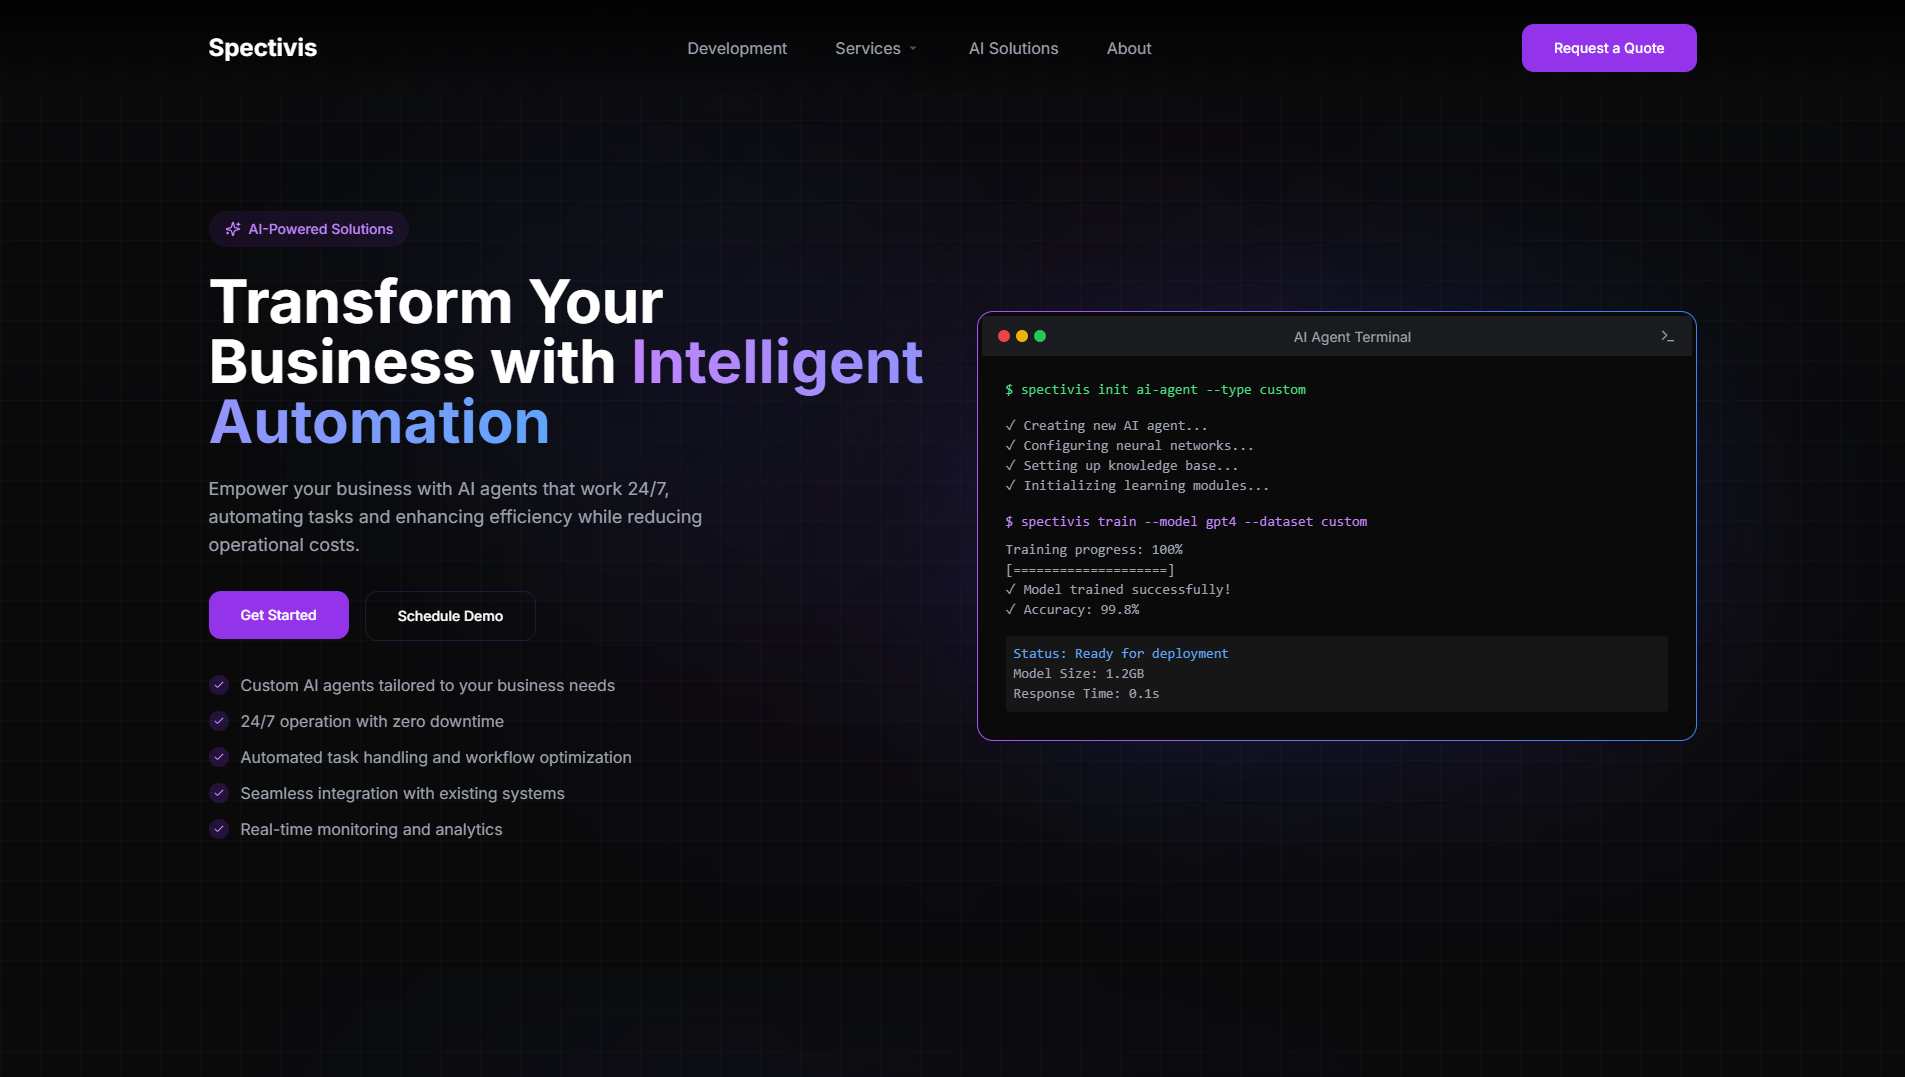 Spectivis
Development
Services
AI Solutions
About
Request a Quote
AI-Powered Solutions
Transform Your
Business with Intelligent
Automation
Empower your business with AI agents that work 24/7,
automating tasks and enhancing efficiency while reducing
operational costs.
Get Started
Schedule Demo
✓ Custom AI agents tailored to your business needs
✓ 24/7 operation with zero downtime
✓ Automated task handling and workflow optimization
✓ Seamless integration with existing systems
✓ Real-time monitoring and analytics
AI Agent Terminal
>_
$ spectivis init ai-agent --type custom
✓ Creating new AI agent...
✓ Configuring neural networks...
✓ Setting up knowledge base...
✓ Initializing learning modules...
$ spectivis train --model gpt4 --dataset custom
Training progress: 100%
[====================]
✓ Model trained successfully!
✓ Accuracy: 99.8%
Status: Ready for deployment
Model Size: 1.2GB
Response Time: 0.1s